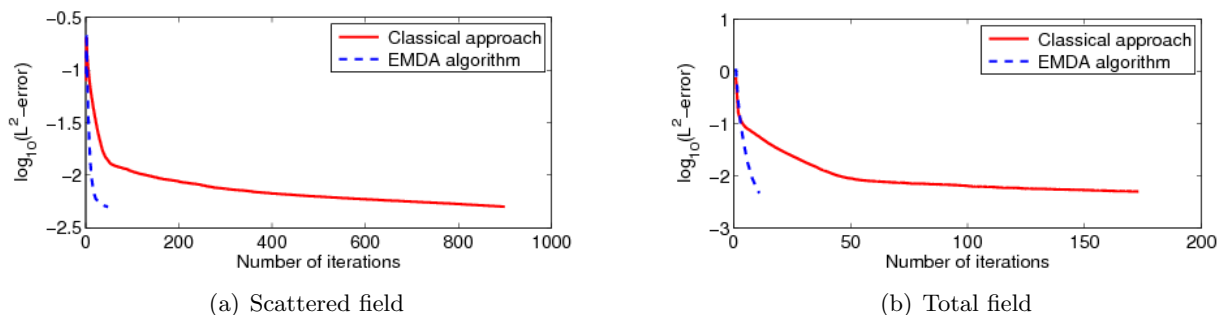 -0.5
-1
-1.5
-2
-2.5
log10(L2-error)
Classical approach
EMDA algorithm
0
200
400
600
800
1000
Number of iterations
(a) Scattered field
1
0
-1
-2
-3
log10(L2-error)
Classical approach
EMDA algorithm
0
50
100
150
200
Number of iterations
(b) Total field